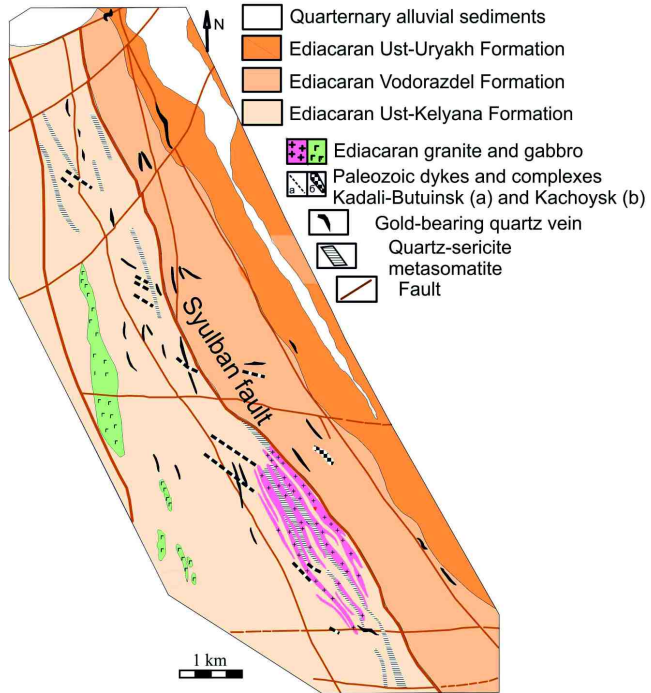 N
Quarternary alluvial sediments
Ediacaran Ust-Uryakh Formation
Ediacaran Vodorazdel Formation
Ediacaran Ust-Kelyana Formation
Ediacaran granite and gabbro
а б Paleozoic dykes and complexes
Kadali-Butuinsk (a) and Kachoysk (b)
Gold-bearing quartz vein
Quartz-sericite
metasomatite
Fault
Syulban fault
1 km